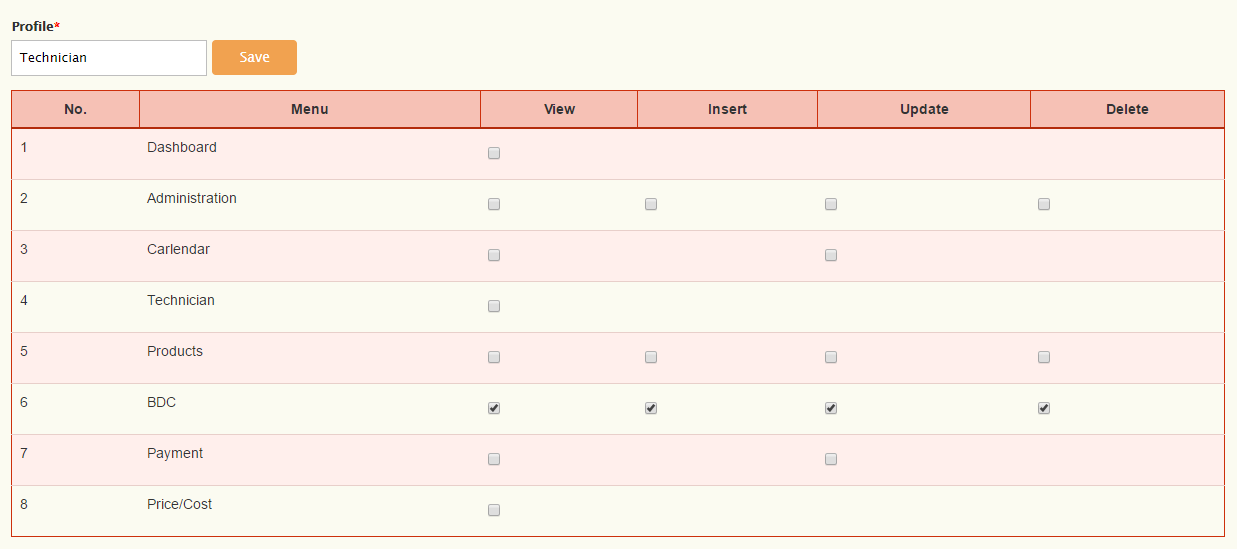 Profile*
Technician Save
No. Menu View Insert Update Delete
1 Dashboard
2 Administration
3 Carlendar
4 Technician
5 Products
6 BDC
7 Payment
8 Price/Cost